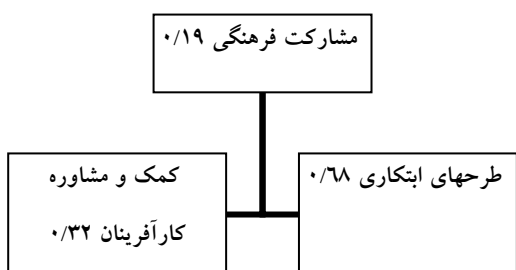 مشارکت فرهنگی ۰/۱۹
طرحهای ابتکاری ۰/۶۸
کمک و مشاوره
کارآفرینان ۰/۳۲